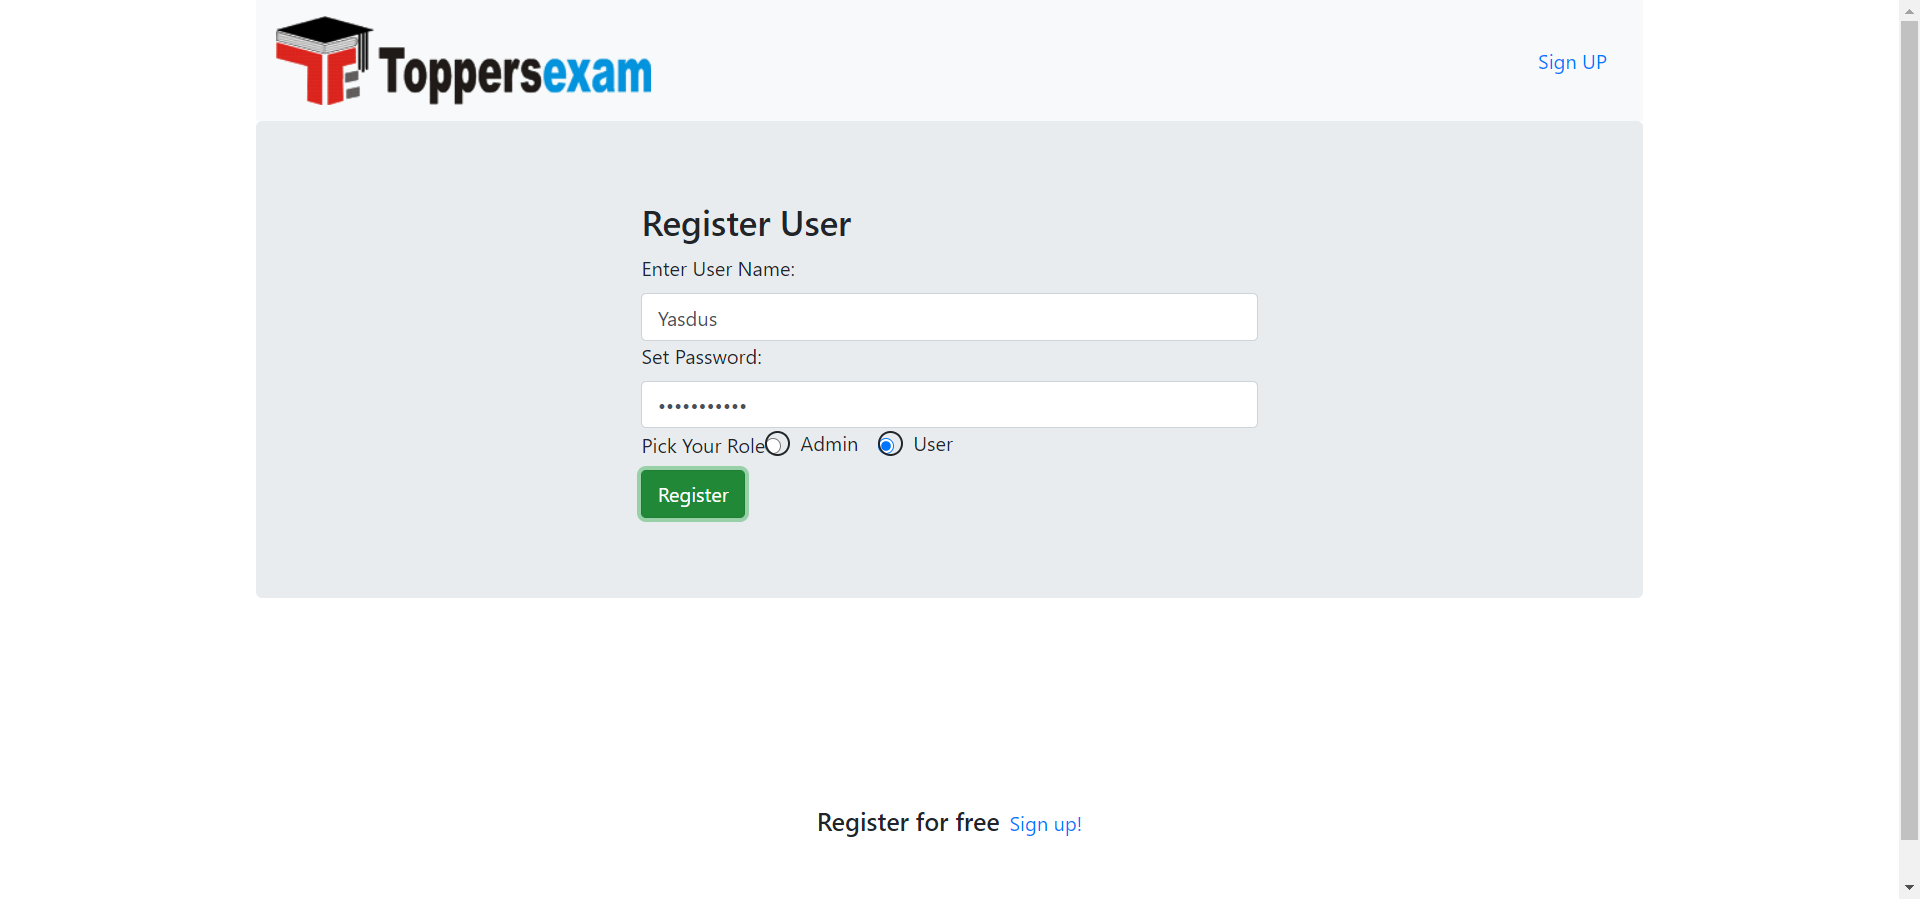 Toppersexam
Sign UP
Register User
Enter User Name:
Yasdus
Set Password:
•••••••••••
Pick Your Role Admin User
Register
Register for free Sign up!